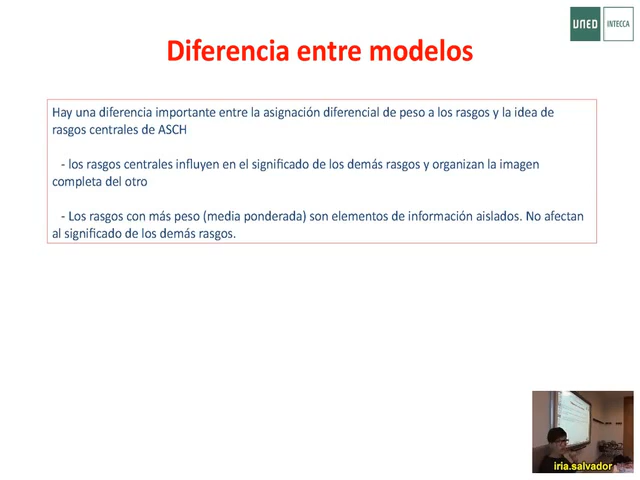 UNED
INTECCA
Diferencia entre modelos
Hay una diferencia importante entre la asignación diferencial de peso a los rasgos y la idea de
rasgos centrales de ASCH
- los rasgos centrales influyen en el significado de los demás rasgos y organizan la imagen
completa del otro
- Los rasgos con más peso (media ponderada) son elementos de información aislados. No afectan
al significado de los demás rasgos.
iria.salvador